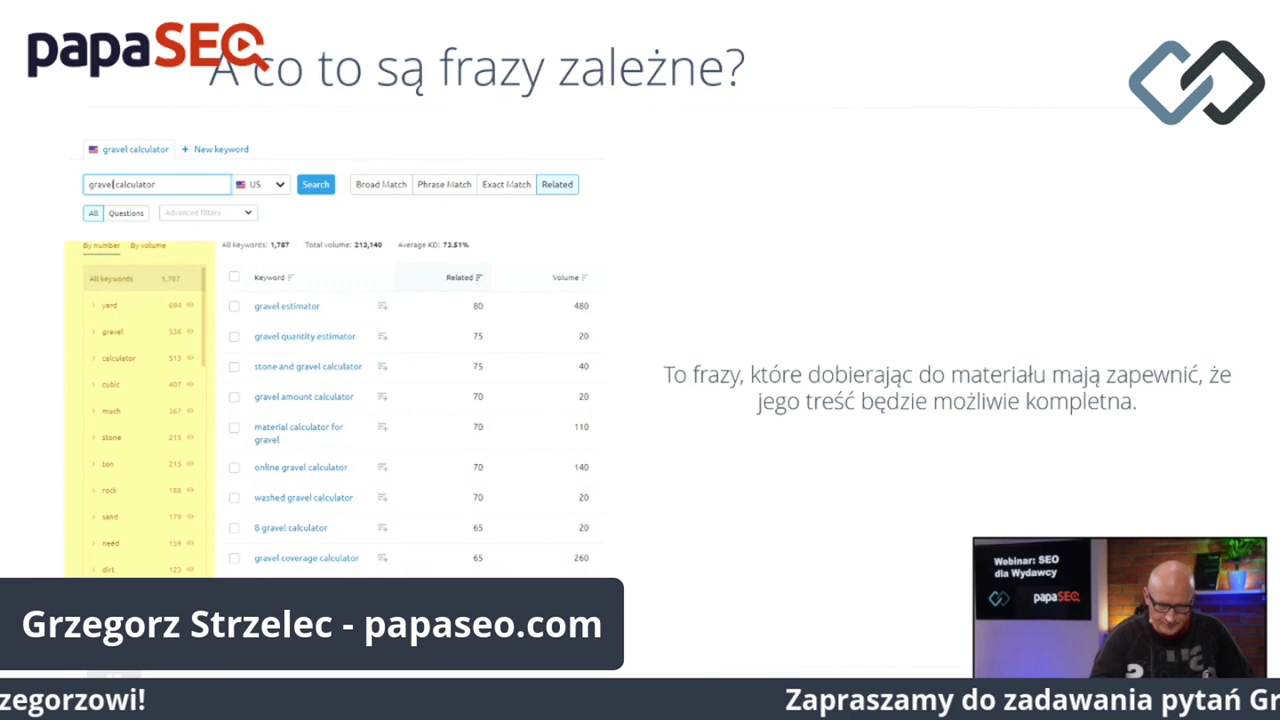 papaSEO
A co to są frazy zależne?
gravel calculator + New keyword
gravel calculator US Search Broad Match Phrase Match Exact Match Related
All Questions Advanced filters
By number By volume All keywords: 1,787 Total volume: 213,140 Average KD: 73.51%
All keywords 1,787
yard 694
gravel 536
calculator 513
cubic 407
much 367
stone 215
ton 215
rock 188
sand 179
need 159
dirt 123
Keyword Related Volume
gravel estimator 80 480
gravel quantity estimator 75 20
stone and gravel calculator 75 40
gravel amount calculator 70 20
material calculator for
gravel 70 110
online gravel calculator 70 140
washed gravel calculator 70 20
8 gravel calculator 65 20
gravel coverage calculator 65 260
To frazy, które dobierając do materiału mają zapewnić, że
jego treść będzie możliwie kompletna.
Webinar: SEO
dla Wydawcy
papaSEO
Grzegorz Strzelec - papaseo.com
zegorzowi! Zapraszamy do zadawania pytań Gr